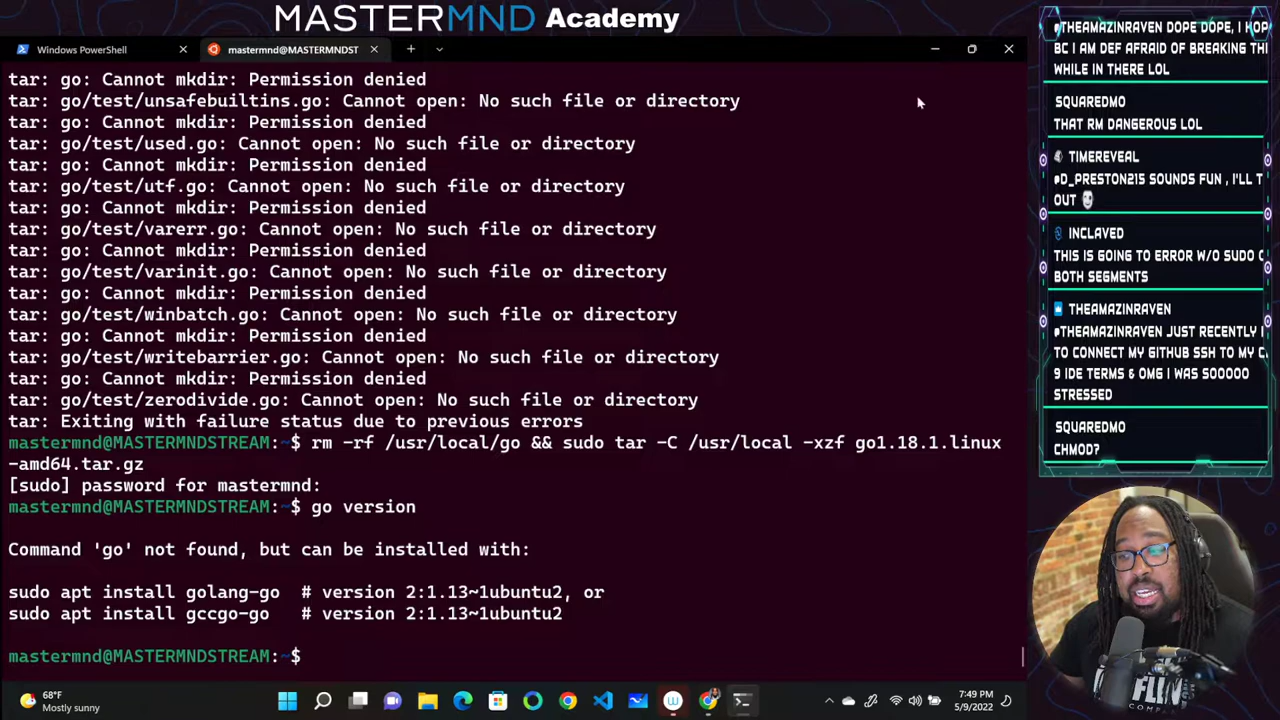 MASTERMND Academy
Windows PowerShell
mastermnd@MASTERMNDST
tar: go: Cannot mkdir: Permission denied
tar: go/test/unsafebuiltins.go: Cannot open: No such file or directory
tar: go: Cannot mkdir: Permission denied
tar: go/test/used.go: Cannot open: No such file or directory
tar: go: Cannot mkdir: Permission denied
tar: go/test/utf.go: Cannot open: No such file or directory
tar: go: Cannot mkdir: Permission denied
tar: go/test/varerr.go: Cannot open: No such file or directory
tar: go: Cannot mkdir: Permission denied
tar: go/test/varinit.go: Cannot open: No such file or directory
tar: go: Cannot mkdir: Permission denied
tar: go/test/winbatch.go: Cannot open: No such file or directory
tar: go: Cannot mkdir: Permission denied
tar: go/test/writebarrier.go: Cannot open: No such file or directory
tar: go: Cannot mkdir: Permission denied
tar: go/test/zerodivide.go: Cannot open: No such file or directory
tar: Exiting with failure status due to previous errors
mastermnd@MASTERMNDSTREAM:~$ rm -rf /usr/local/go && sudo tar -C /usr/local -xzf go1.18.1.linux
-amd64.tar.gz
[sudo] password for mastermnd:
mastermnd@MASTERMNDSTREAM:~$ go version
Command 'go' not found, but can be installed with:
sudo apt install golang-go # version 2:1.13~1ubuntu2, or
sudo apt install gccgo-go # version 2:1.13~1ubuntu2
mastermnd@MASTERMNDSTREAM:~$
THEAMAZINRAVEN DOPE DOPE, I HOP
BC I AM DEF AFRAID OF BREAKING THI
WHILE IN THERE LOL
SQUAREDMO
THAT RM DANGEROUS LOL
TIMEREVEAL
D_PRESTON215 SOUNDS FUN , I'LL T
OUT
INCLAVED
THIS IS GOING TO ERROR W/O SUDO O
BOTH SEGMENTS
THEAMAZINRAVEN
THEAMAZINRAVEN JUST RECENTLY
TO CONNECT MY GITHUB SSH TO MY C
9 IDE TERMS & OMG I WAS SOOOOO
STRESSED
SQUAREDMO
CHMOD?
68°F
Mostly sunny
7:49 PM
5/9/2022